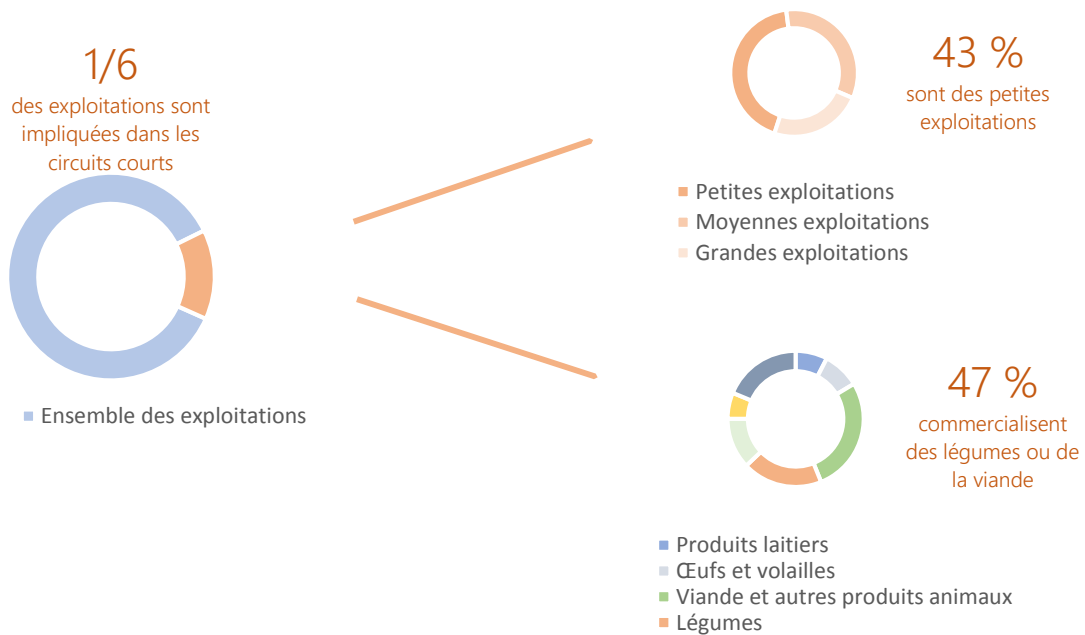 1/6
des exploitations sont
impliquées dans les
circuits courts
Ensemble des exploitations
43 %
sont des petites
exploitations
Petites exploitations
Moyennes exploitations
Grandes exploitations
47 %
commercialisent
des légumes ou de
la viande
Produits laitiers
Œufs et volailles
Viande et autres produits animaux
Légumes